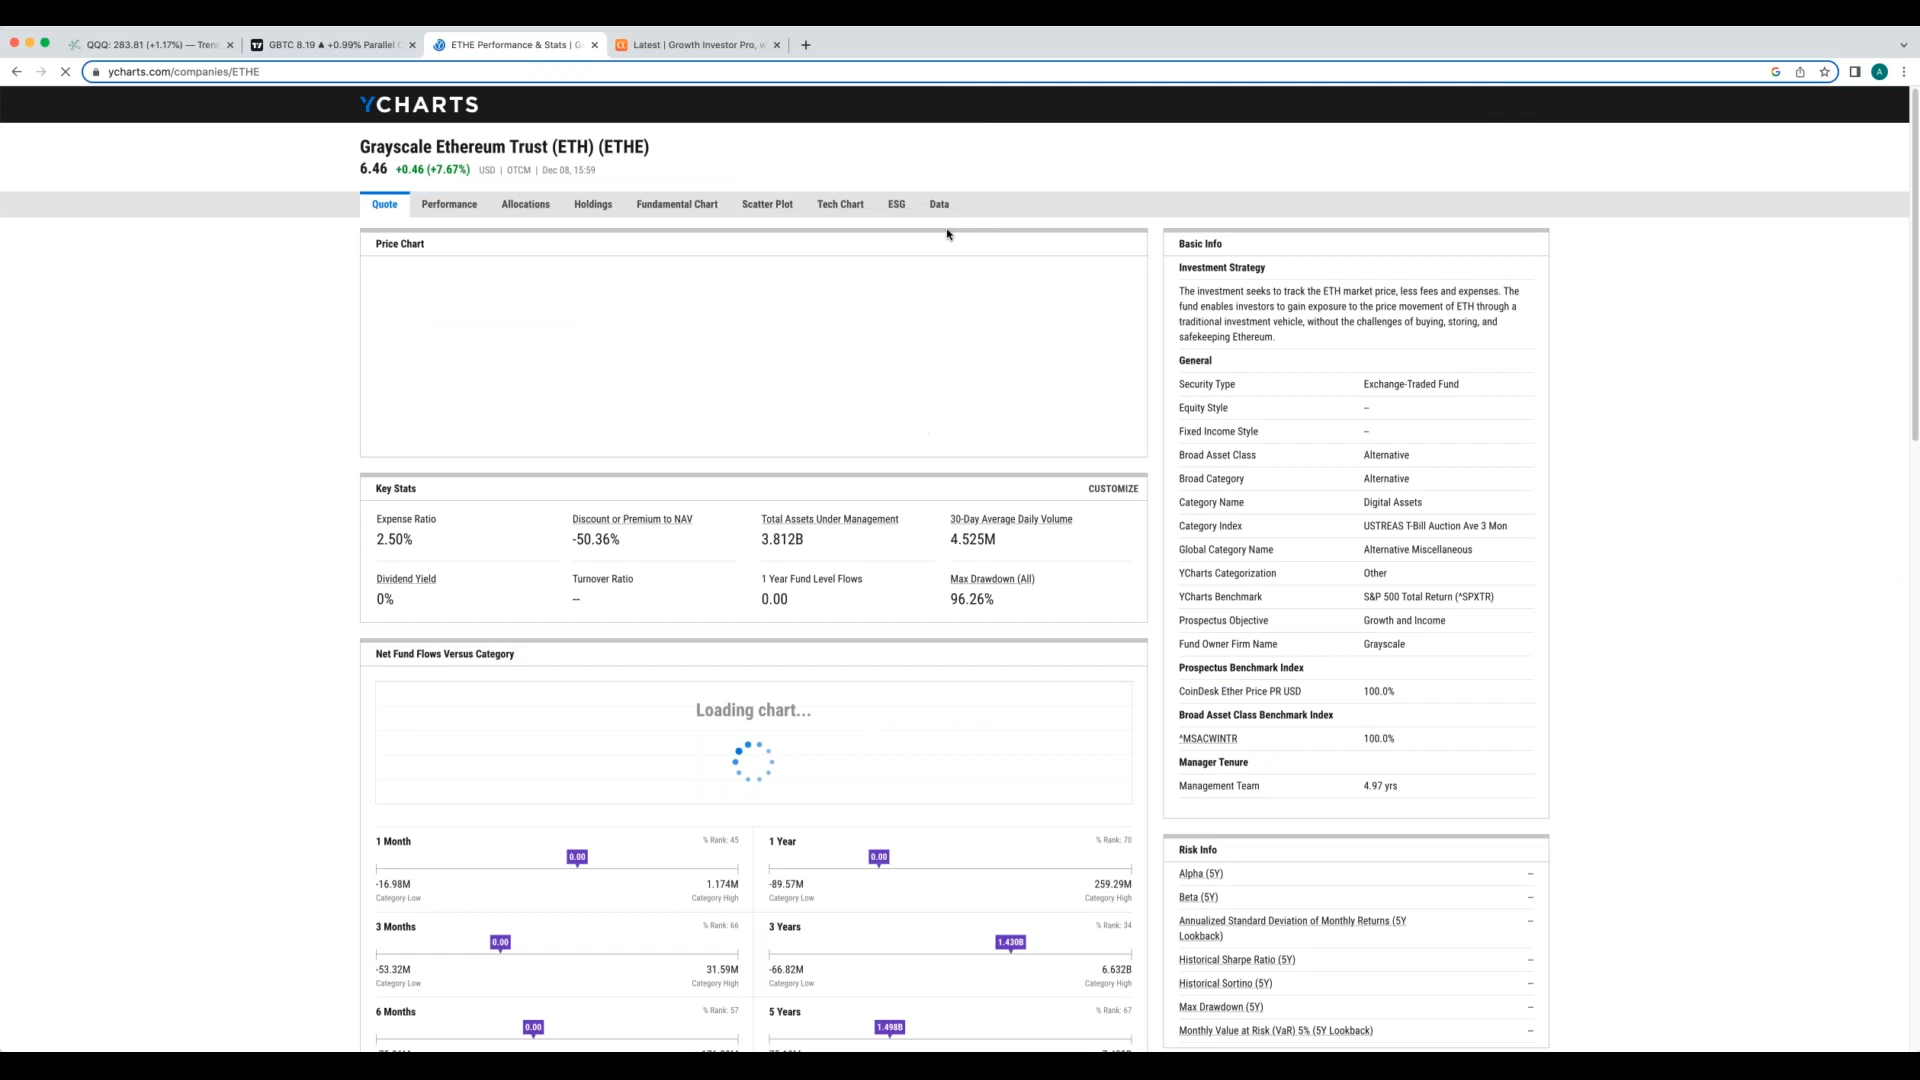 QQQ: 283.81 (+1.17%) — Tren
GBTC 8.19 ▲ +0.99% Parallel
ETHE Performance & Stats | G
Latest | Growth Investor Pro, w
ycharts.com/companies/ETHE
A
YCHARTS
Grayscale Ethereum Trust (ETH) (ETHE)
6.46 +0.46 (+7.67%) USD | OTCM | Dec 08, 15:59
Quote Performance Allocations Holdings Fundamental Chart Scatter Plot Tech Chart ESG Data
Price Chart
Key Stats CUSTOMIZE
Expense Ratio Discount or Premium to NAV Total Assets Under Management 30-Day Average Daily Volume
2.50% -50.36% 3.812B 4.525M
Dividend Yield Turnover Ratio 1 Year Fund Level Flows Max Drawdown (All)
0% -- 0.00 96.26%
Net Fund Flows Versus Category
Loading chart...
1 Month % Rank: 45 1 Year % Rank: 70
0.00 0.00
-16.98M 1.174M -89.57M 259.29M
Category Low Category High Category Low Category High
3 Months % Rank: 66 3 Years % Rank: 34
0.00 1.430B
-53.32M 31.59M -66.82M 6.632B
Category Low Category High Category Low Category High
6 Months % Rank: 57 5 Years % Rank: 67
0.00 1.498B
Basic Info
Investment Strategy
The investment seeks to track the ETH market price, less fees and expenses. The
fund enables investors to gain exposure to the price movement of ETH through a
traditional investment vehicle, without the challenges of buying, storing, and
safekeeping Ethereum.
General
Security Type Exchange-Traded Fund
Equity Style --
Fixed Income Style --
Broad Asset Class Alternative
Broad Category Alternative
Category Name Digital Assets
Category Index USTREAS T-Bill Auction Ave 3 Mon
Global Category Name Alternative Miscellaneous
YCharts Categorization Other
YCharts Benchmark S&P 500 Total Return (^SPXTR)
Prospectus Objective Growth and Income
Fund Owner Firm Name Grayscale
Prospectus Benchmark Index
CoinDesk Ether Price PR USD 100.0%
Broad Asset Class Benchmark Index
^MSACWINTR 100.0%
Manager Tenure
Management Team 4.97 yrs
Risk Info
Alpha (5Y) --
Beta (5Y) --
Annualized Standard Deviation of Monthly Returns (5Y --
Lookback)
Historical Sharpe Ratio (5Y) --
Historical Sortino (5Y) --
Max Drawdown (5Y) --
Monthly Value at Risk (VaR) 5% (5Y Lookback) --